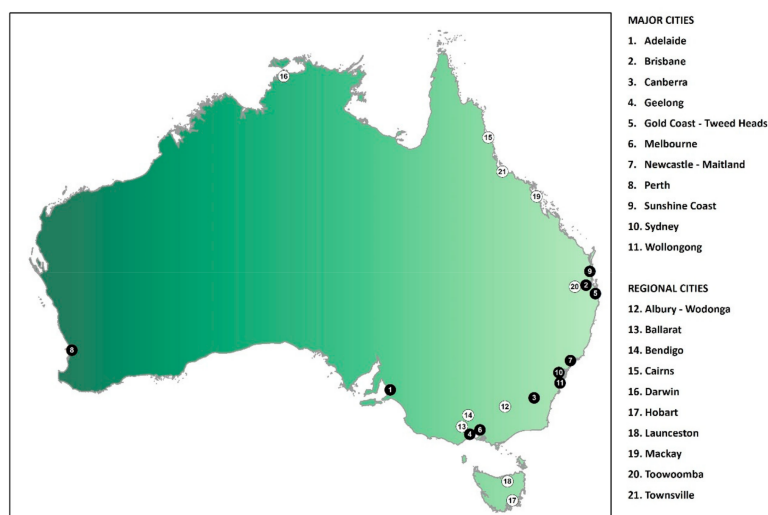 MAJOR CITIES
1. Adelaide
2. Brisbane
3. Canberra
4. Geelong
5. Gold Coast - Tweed Heads
6. Melbourne
7. Newcastle - Maitland
8. Perth
9. Sunshine Coast
10. Sydney
11. Wollongong
REGIONAL CITIES
12. Albury - Wodonga
13. Ballarat
14. Bendigo
15. Cairns
16. Darwin
17. Hobart
18. Launceston
19. Mackay
20. Toowoomba
21. Townsville
16
15
21
19
9
20
2
5
8
7
10
11
1
3
12
14
13
6
4
18
17